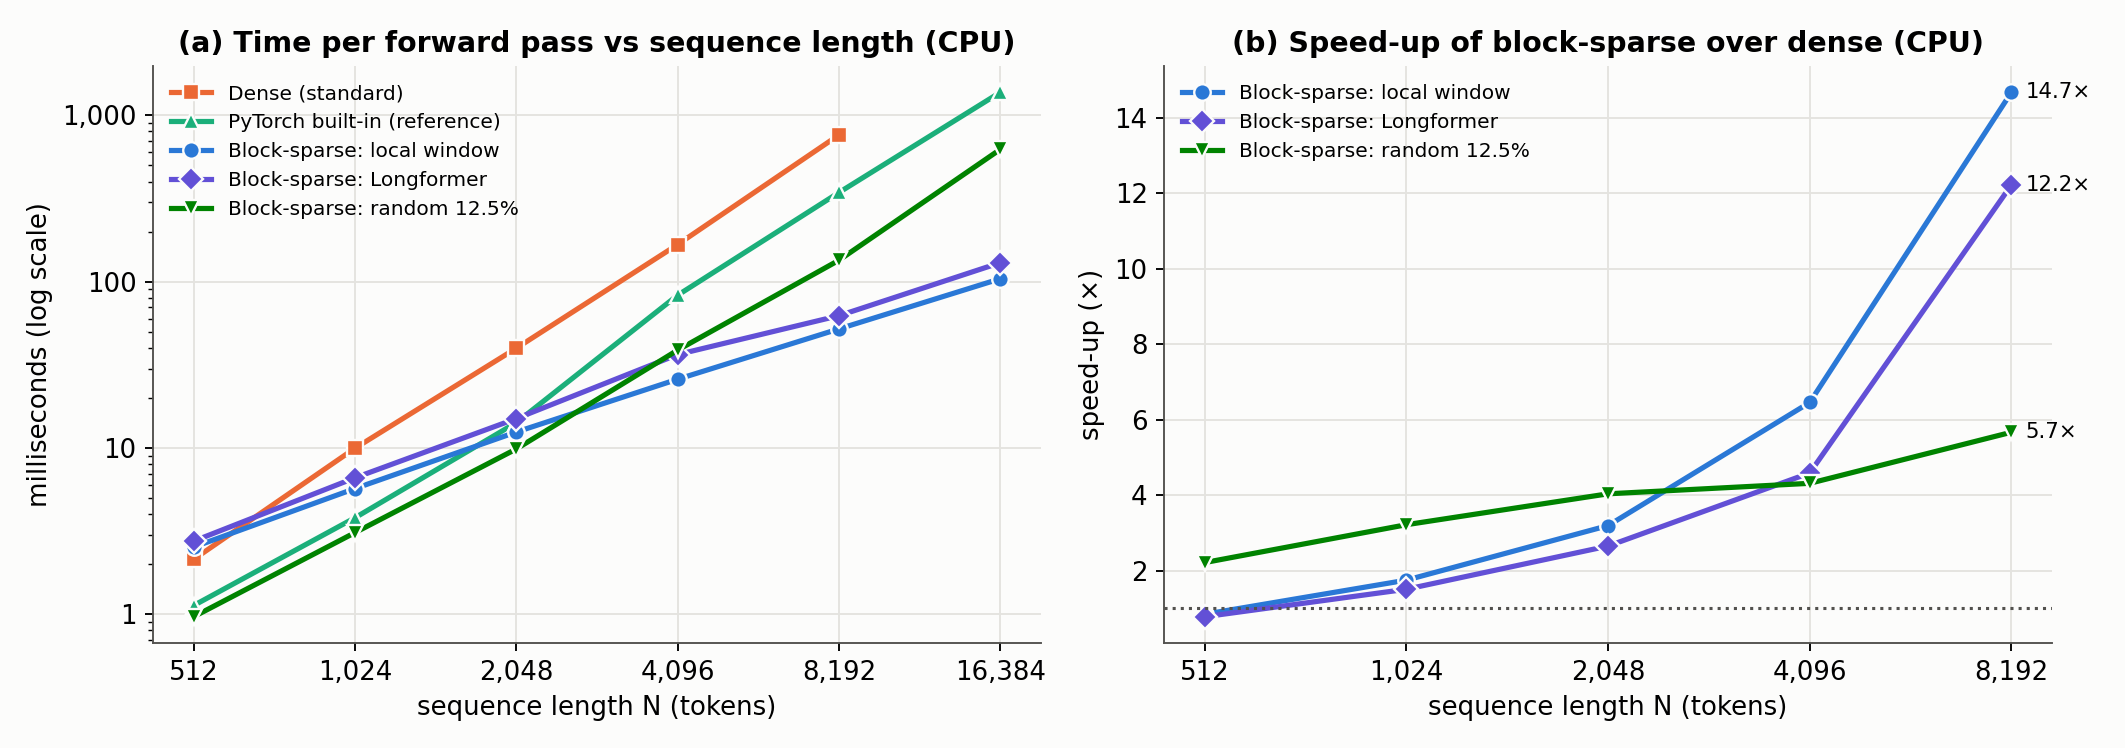 (a) Time per forward pass vs sequence length (CPU)
Dense (standard)
PyTorch built-in (reference)
Block-sparse: local window
Block-sparse: Longformer
Block-sparse: random 12.5%
milliseconds (log scale)
1,000
100
10
1
512 1,024 2,048 4,096 8,192 16,384
sequence length N (tokens)
(b) Speed-up of block-sparse over dense (CPU)
Block-sparse: local window
Block-sparse: Longformer
Block-sparse: random 12.5%
14.7×
12.2×
5.7×
speed-up (×)
14
12
10
8
6
4
2
512 1,024 2,048 4,096 8,192
sequence length N (tokens)